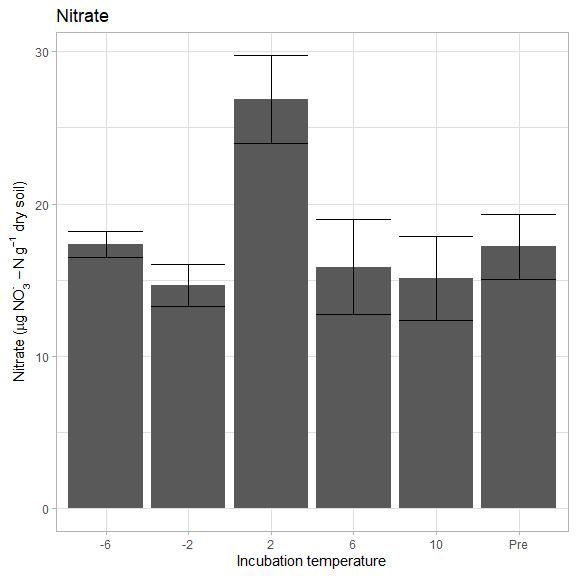 Nitrate
30
20
10
0
Nitrate (μg NO₃⁻ – N g⁻¹ dry soil)
-6 -2 2 6 10 Pre
Incubation temperature